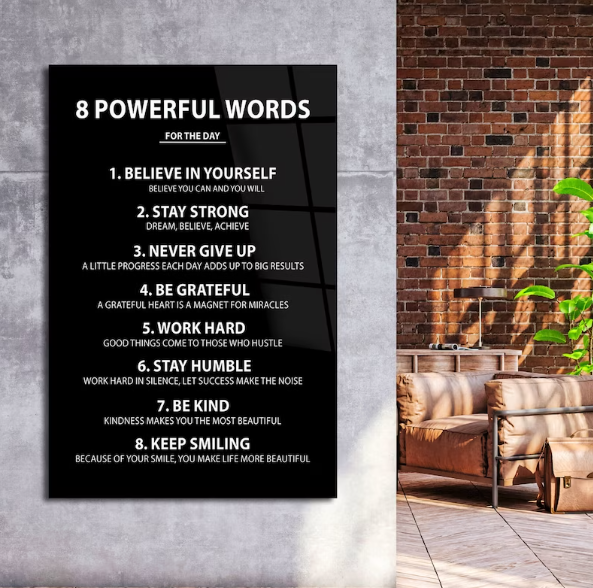 8 POWERFUL WORDS
FOR THE DAY
1. BELIEVE IN YOURSELF
BELIEVE YOU CAN AND YOU WILL
2. STAY STRONG
DREAM, BELIEVE, ACHIEVE
3. NEVER GIVE UP
A LITTLE PROGRESS EACH DAY ADDS UP TO BIG RESULTS
4. BE GRATEFUL
A GRATEFUL HEART IS A MAGNET FOR MIRACLES
5. WORK HARD
GOOD THINGS COME TO THOSE WHO HUSTLE
6. STAY HUMBLE
WORK HARD IN SILENCE, LET SUCCESS MAKE THE NOISE
7. BE KIND
KINDNESS MAKES YOU THE MOST BEAUTIFUL
8. KEEP SMILING
BECAUSE OF YOUR SMILE, YOU MAKE LIFE MORE BEAUTIFUL